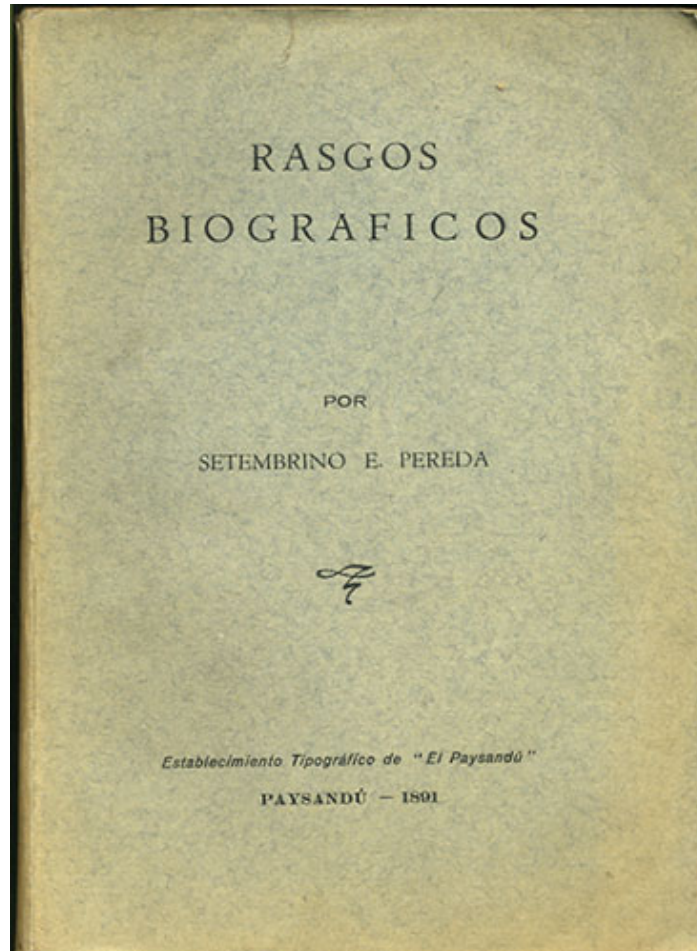 RASGOS
BIOGRAFICOS
POR
SETEMBRINO E. PEREDA
Establecimiento Tipográfico de "El Paysandú"
PAYSANDÚ — 1891